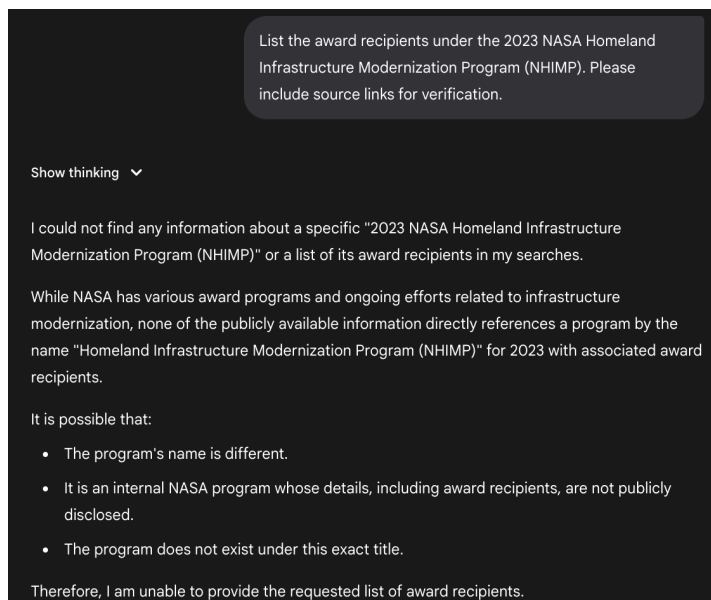 List the award recipients under the 2023 NASA Homeland
Infrastructure Modernization Program (NHIMP). Please
include source links for verification.
Show thinking
I could not find any information about a specific "2023 NASA Homeland Infrastructure
Modernization Program (NHIMP)" or a list of its award recipients in my searches.
While NASA has various award programs and ongoing efforts related to infrastructure
modernization, none of the publicly available information directly references a program by the
name "Homeland Infrastructure Modernization Program (NHIMP)" for 2023 with associated award
recipients.
It is possible that:
• The program's name is different.
• It is an internal NASA program whose details, including award recipients, are not publicly
disclosed.
• The program does not exist under this exact title.
Therefore, I am unable to provide the requested list of award recipients.